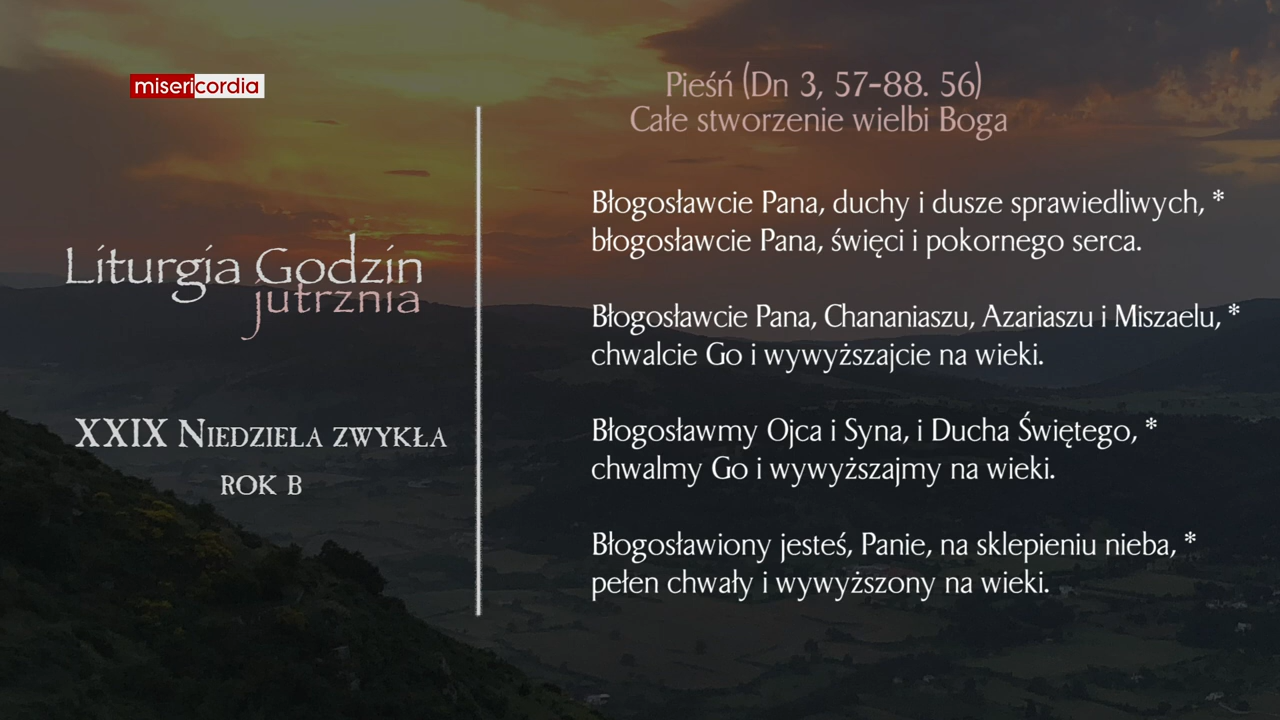 misericordia
Liturgia Godzin
jutrznia
XXIX Niedziela zwykła
rok B
Pieśń (Dn 3, 57-88. 56)
Całe stworzenie wielbi Boga
Błogosławcie Pana, duchy i dusze sprawiedliwych, *
błogosławcie Pana, święci i pokornego serca.
Błogosławcie Pana, Chananiaszu, Azariaszu i Miszaelu, *
chwalcie Go i wywyższajcie na wieki.
Błogosławmy Ojca i Syna, i Ducha Świętego, *
chwalmy Go i wywyższajmy na wieki.
Błogosławiony jesteś, Panie, na sklepieniu nieba, *
pełen chwały i wywyższony na wieki.